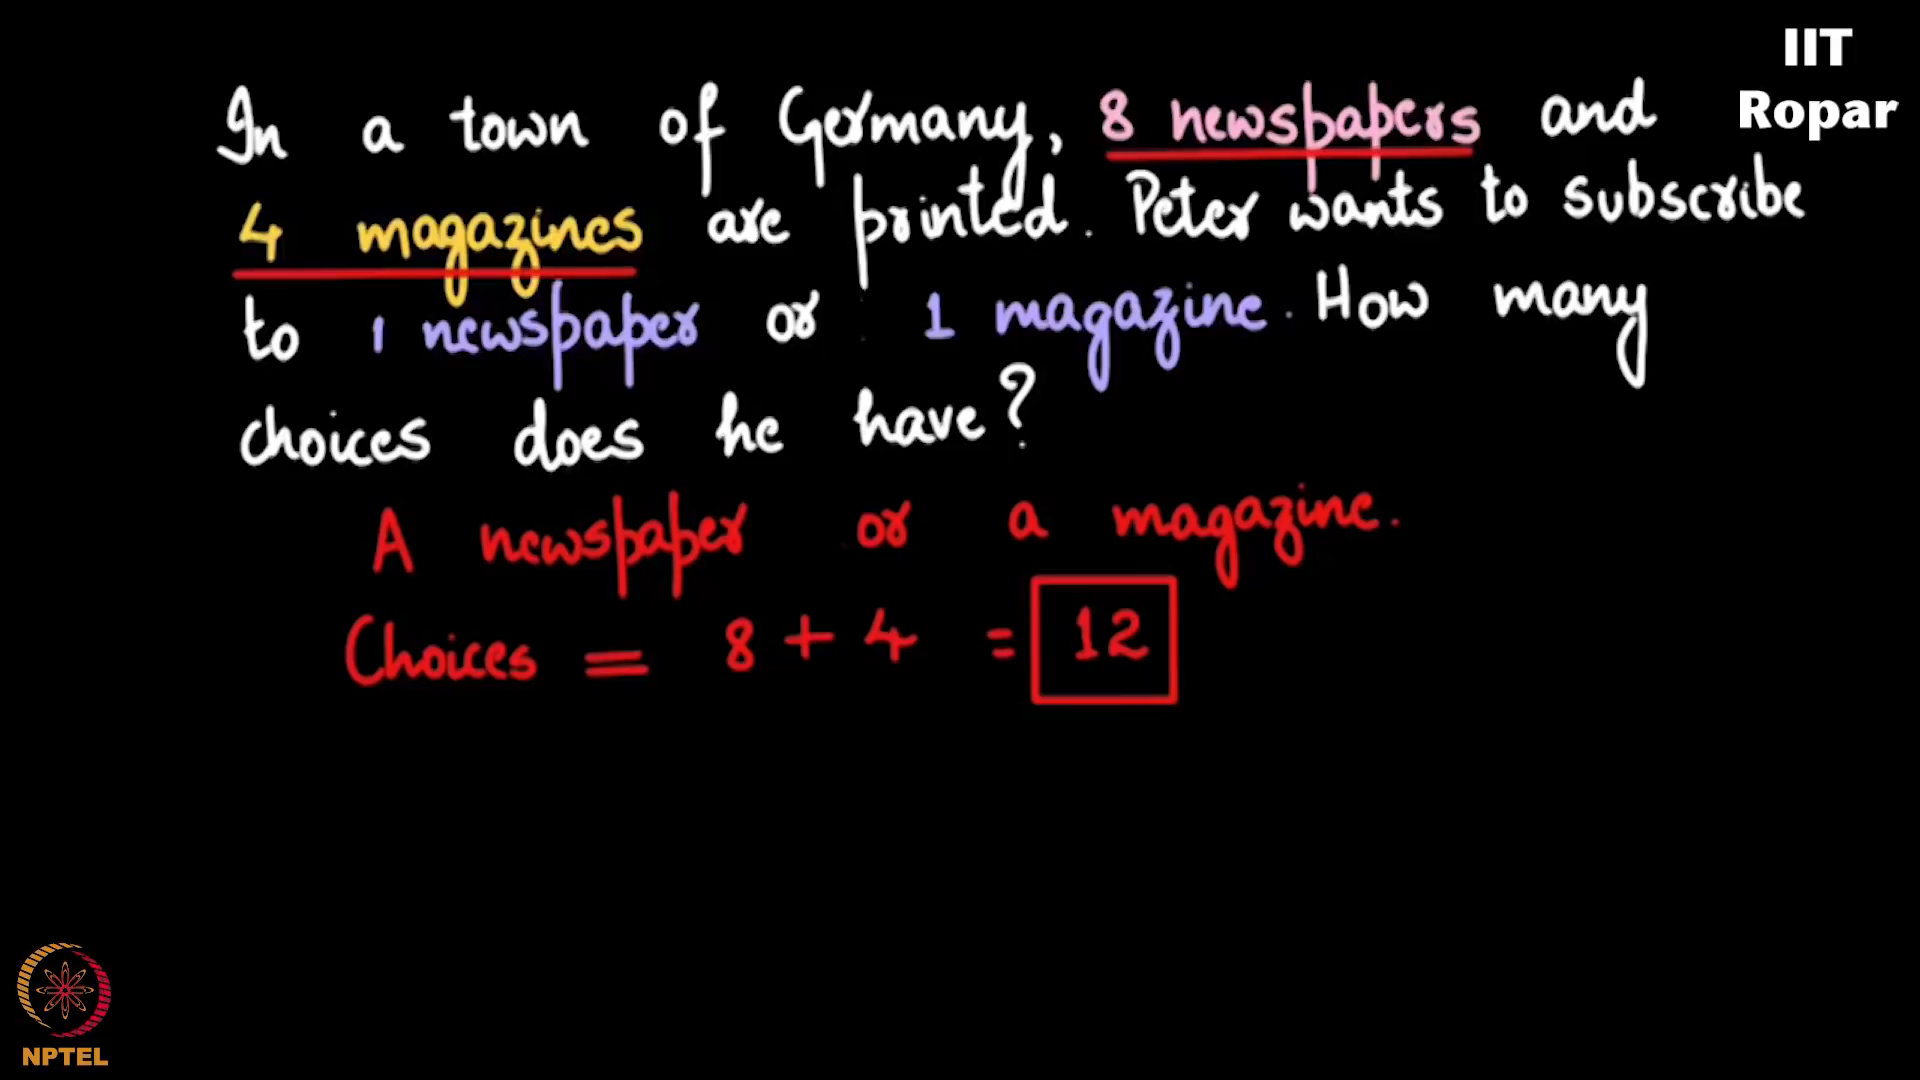 IIT
Ropar
In a town of Germany, 8 newspapers and
4 magazines are printed. Peter wants to subscribe
to 1 newspaper or 1 magazine. How many
choices does he have?
A newspaper or a magazine.
Choices = 8 + 4 = 12
NPTEL